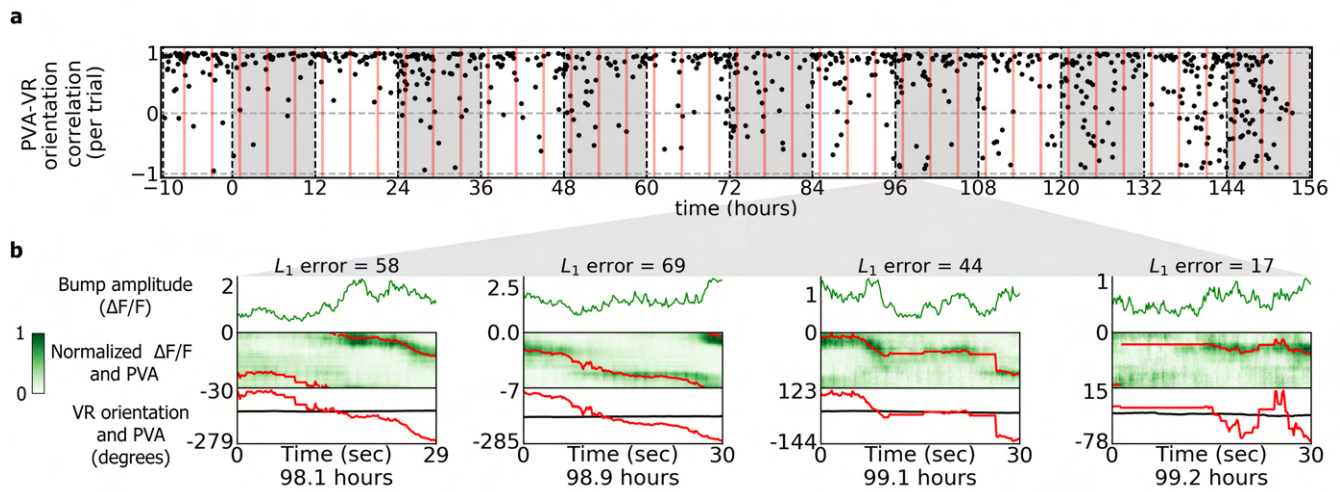 a
PVA-VR
orientation
correlation
(per trial)
1
0
−1
−10 0 12 24 36 48 60 72 84 96 108 120 132 144 156
time (hours)
b
L1 error = 58 L1 error = 69 L1 error = 44 L1 error = 17
Bump amplitude
(ΔF/F)
2 2.5 1 1
0 0.0 0 0
1
0
Normalized ΔF/F
and PVA
VR orientation
and PVA
(degrees)
-30 -7 123 15
-279 -285 -144 -78
0 Time (sec) 29 0 Time (sec) 30 0 Time (sec) 30 0 Time (sec) 30
98.1 hours 98.9 hours 99.1 hours 99.2 hours